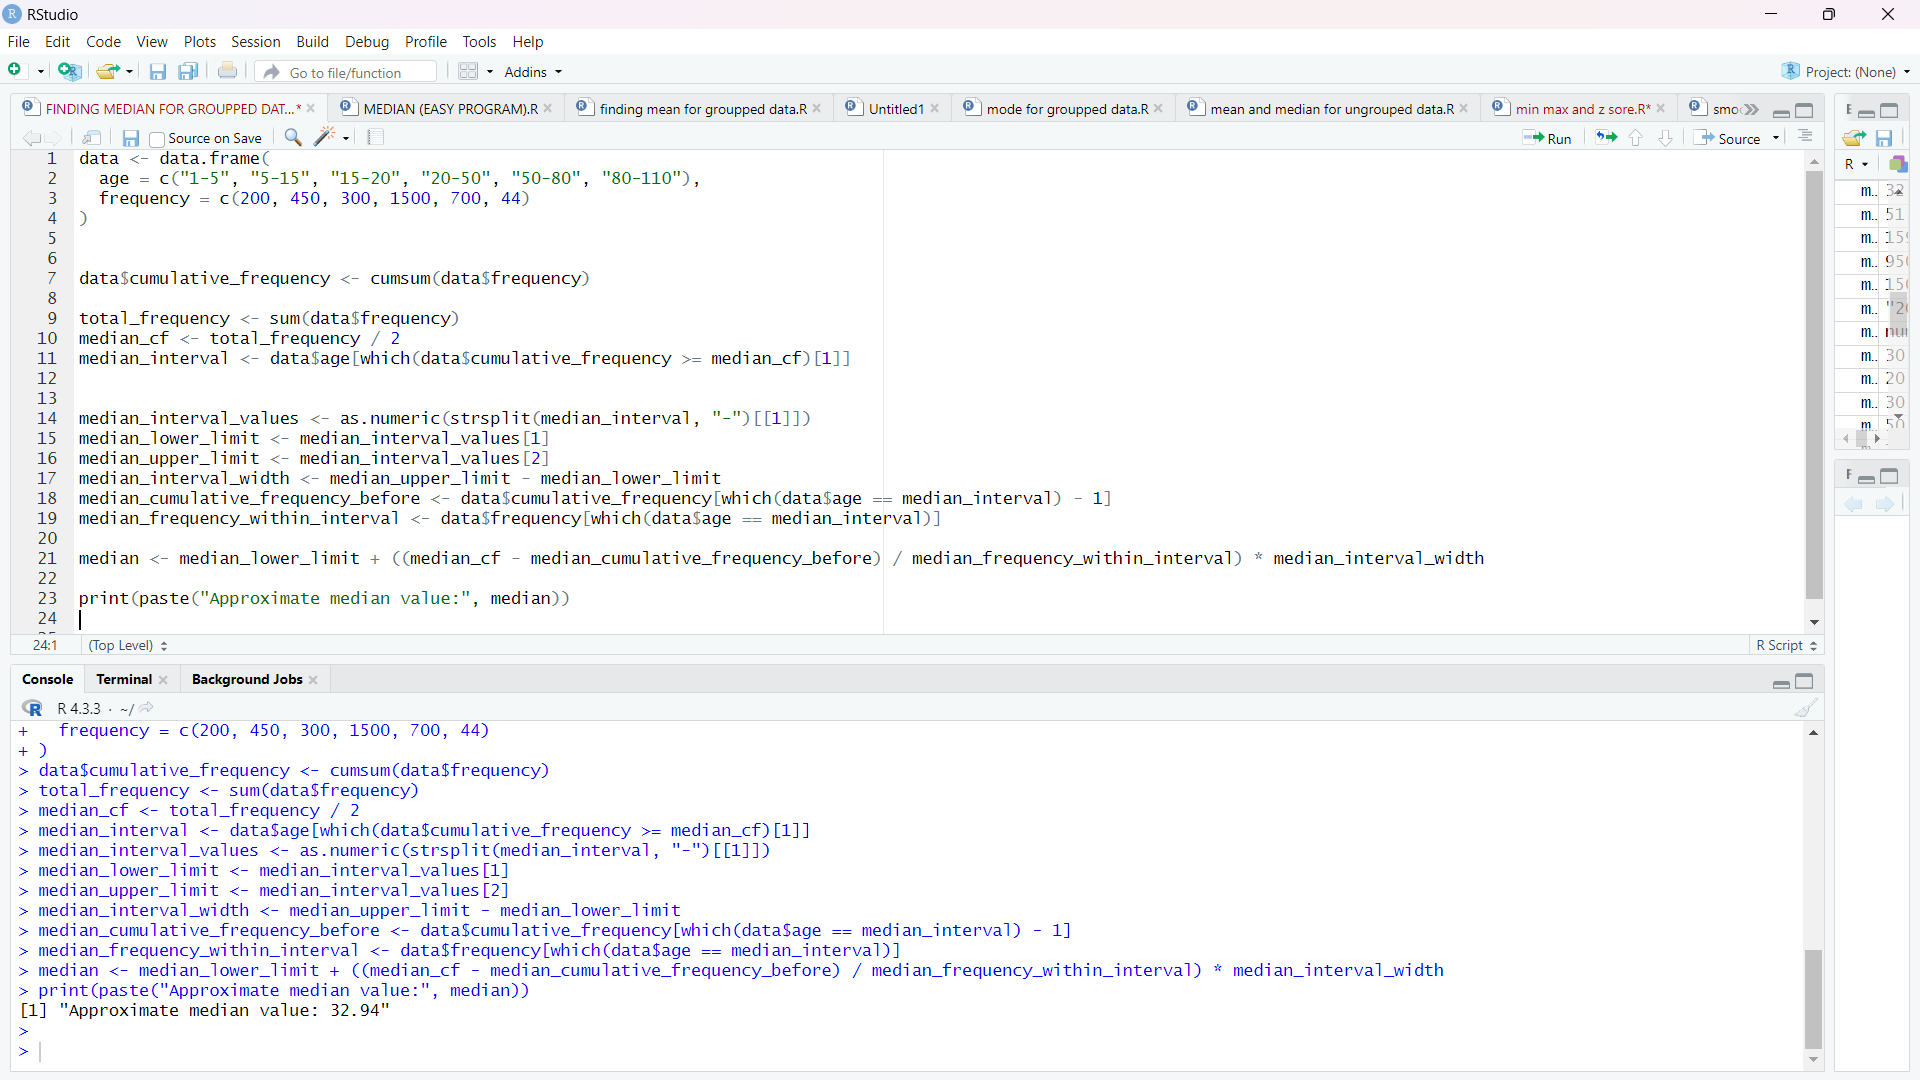 RStudio
File Edit Code View Plots Session Build Debug Profile Tools Help
Go to file/function Addins Project: (None)
FINDING MEDIAN FOR GROUPPED DAT...* MEDIAN (EASY PROGRAM).R finding mean for groupped data.R Untitled1 mode for groupped data.R mean and median for ungrouped data.R min max and z sore.R* smo
Source on Save Run Source
1 data <- data.frame(
2 age = c("1-5", "5-15", "15-20", "20-50", "50-80", "80-110"),
3 frequency = c(200, 450, 300, 1500, 700, 44)
4 )
5
6
7 data$cumulative_frequency <- cumsum(data$frequency)
8
9 total_frequency <- sum(data$frequency)
10 median_cf <- total_frequency / 2
11 median_interval <- data$age[which(data$cumulative_frequency >= median_cf)[1]]
12
13
14 median_interval_values <- as.numeric(strsplit(median_interval, "-")[[1]])
15 median_lower_limit <- median_interval_values[1]
16 median_upper_limit <- median_interval_values[2]
17 median_interval_width <- median_upper_limit - median_lower_limit
18 median_cumulative_frequency_before <- data$cumulative_frequency[which(data$age == median_interval) - 1]
19 median_frequency_within_interval <- data$frequency[which(data$age == median_interval)]
20
21 median <- median_lower_limit + ((median_cf - median_cumulative_frequency_before) / median_frequency_within_interval) * median_interval_width
22
23 print(paste("Approximate median value:", median))
24
24:1 (Top Level) R Script
Console Terminal Background Jobs
R 4.3.3 · ~/
+   frequency = c(200, 450, 300, 1500, 700, 44)
+ )
> data$cumulative_frequency <- cumsum(data$frequency)
> total_frequency <- sum(data$frequency)
> median_cf <- total_frequency / 2
> median_interval <- data$age[which(data$cumulative_frequency >= median_cf)[1]]
> median_interval_values <- as.numeric(strsplit(median_interval, "-")[[1]])
> median_lower_limit <- median_interval_values[1]
> median_upper_limit <- median_interval_values[2]
> median_interval_width <- median_upper_limit - median_lower_limit
> median_cumulative_frequency_before <- data$cumulative_frequency[which(data$age == median_interval) - 1]
> median_frequency_within_interval <- data$frequency[which(data$age == median_interval)]
> median <- median_lower_limit + ((median_cf - median_cumulative_frequency_before) / median_frequency_within_interval) * median_interval_width
> print(paste("Approximate median value:", median))
[1] "Approximate median value: 32.94"
>
>
R
m.. 32
m.. 51
m.. 159
m.. 950
m.. 150
m.. "20
m.. nu
m.. 30
m.. 20
m.. 30
m.. 50